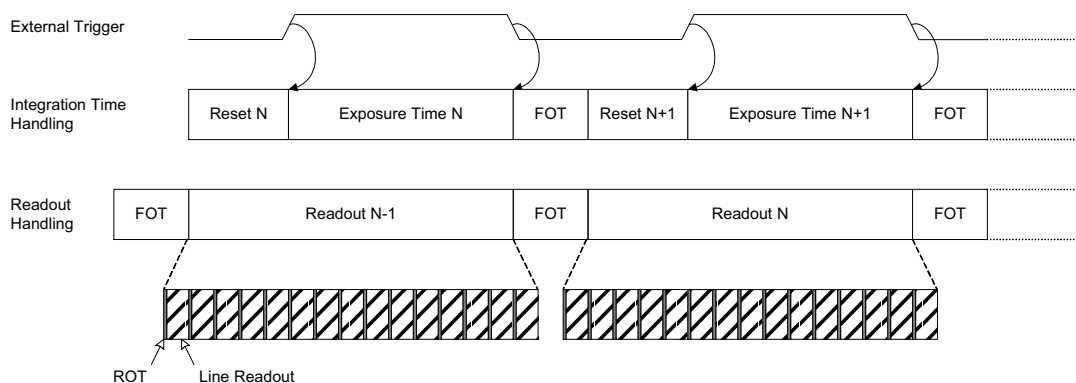 External Trigger
Integration Time
Handling
Reset N
Exposure Time N
FOT
Reset N+1
Exposure Time N+1
FOT
Readout
Handling
FOT
Readout N-1
FOT
Readout N
FOT
ROT
Line Readout